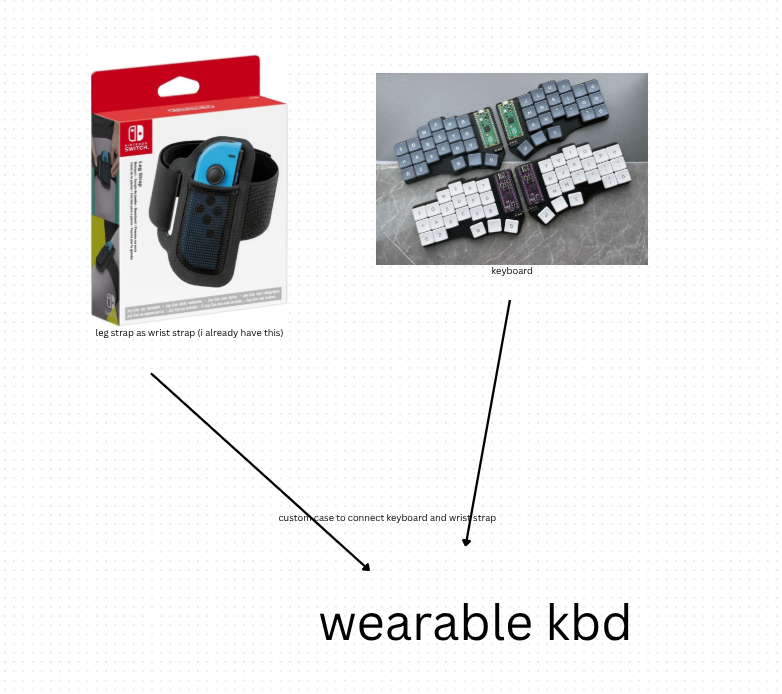 NINTENDO
SWITCH
Leg Strap
keyboard
leg strap as wrist strap (i already have this)
custom case to connect keyboard and wrist strap
wearable kbd